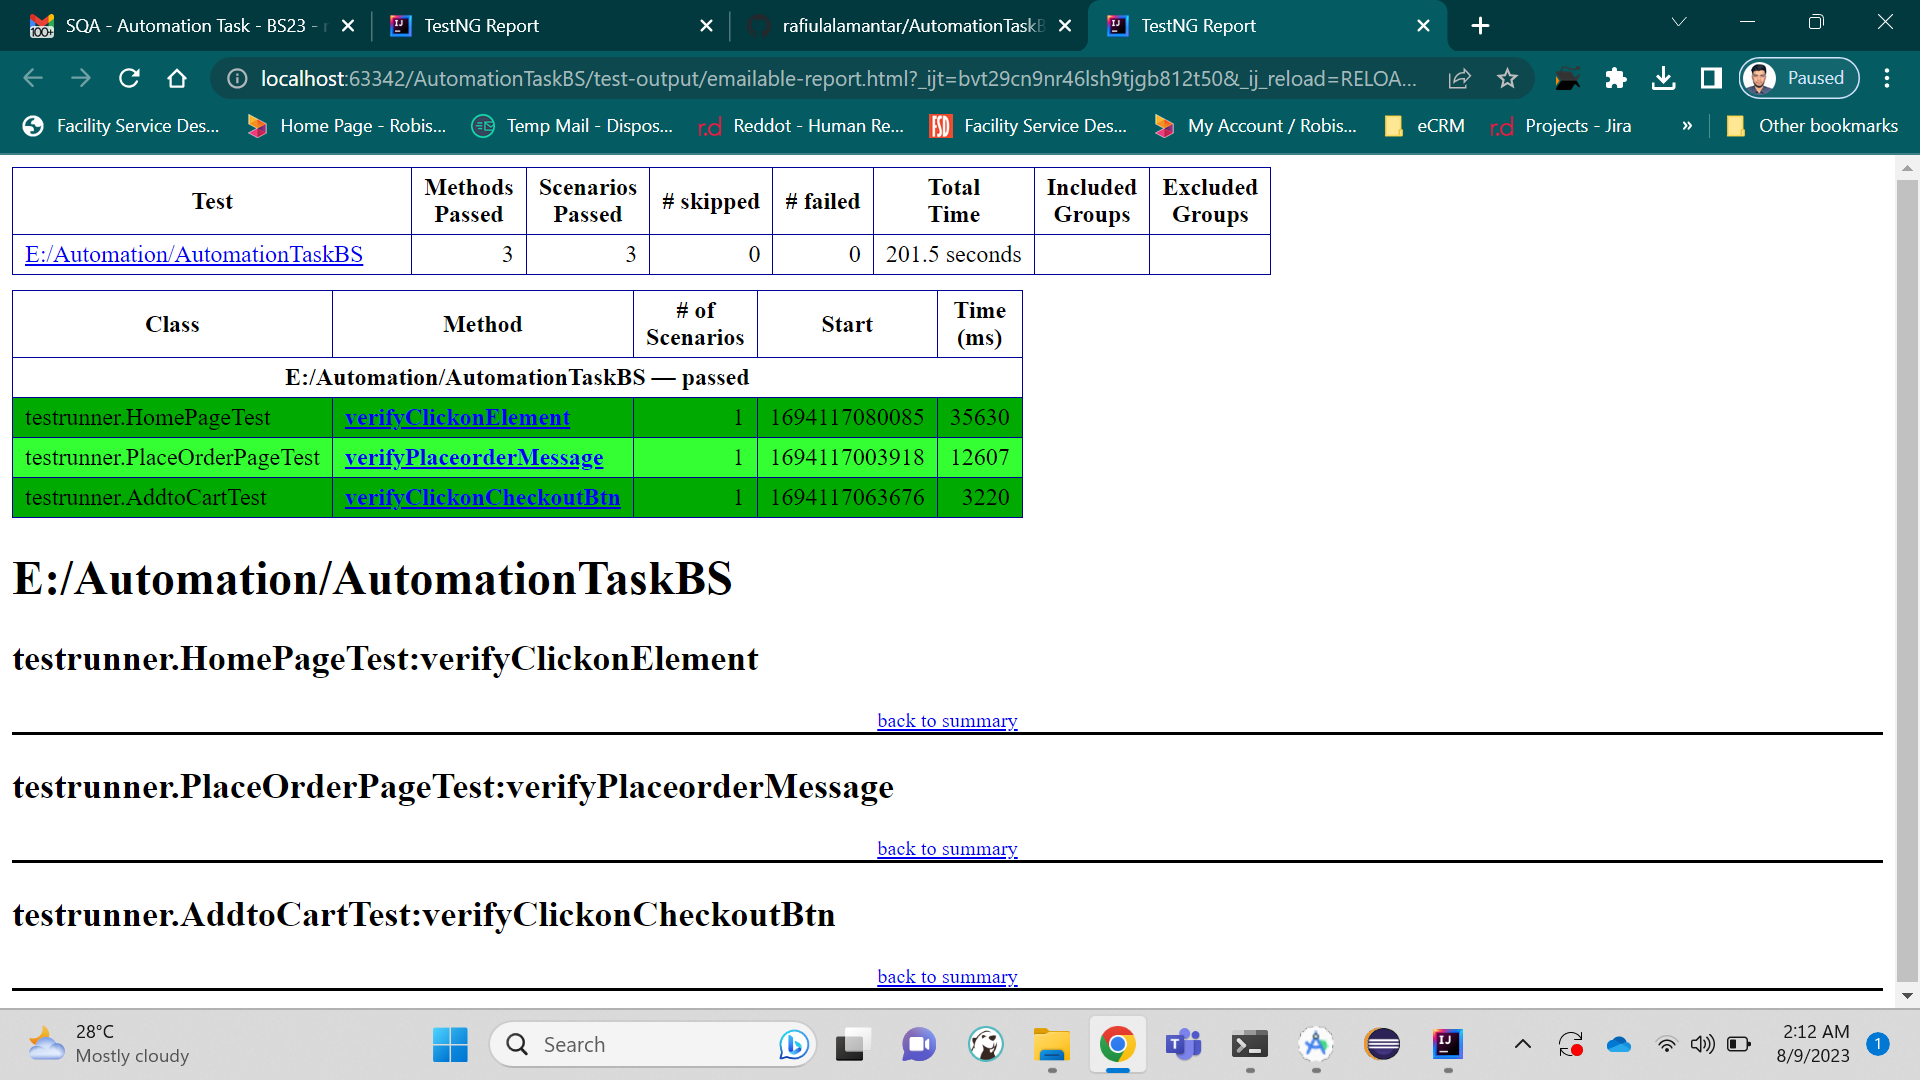 SQA - Automation Task - BS23 - r
TestNG Report
rafiulalamantar/AutomationTaskB
TestNG Report
localhost:63342/AutomationTaskBS/test-output/emailable-report.html?_ijt=bvt29cn9nr46lsh9tjgb812t50&_ij_reload=RELOA...
Paused
Facility Service Des...
Home Page - Robis...
Temp Mail - Dispos...
r.d Reddot - Human Re...
FSD Facility Service Des...
My Account / Robis...
eCRM
r.d Projects - Jira
»
Other bookmarks
Test Methods Passed Scenarios Passed # skipped # failed Total Time Included Groups Excluded Groups
E:/Automation/AutomationTaskBS 3 3 0 0 201.5 seconds
Class Method # of Scenarios Start Time (ms)
E:/Automation/AutomationTaskBS — passed
testrunner.HomePageTest verifyClickonElement 1 1694117080085 35630
testrunner.PlaceOrderPageTest verifyPlaceorderMessage 1 1694117003918 12607
testrunner.AddtoCartTest verifyClickonCheckoutBtn 1 1694117063676 3220
E:/Automation/AutomationTaskBS
testrunner.HomePageTest:verifyClickonElement
back to summary
testrunner.PlaceOrderPageTest:verifyPlaceorderMessage
back to summary
testrunner.AddtoCartTest:verifyClickonCheckoutBtn
back to summary
28°C
Mostly cloudy
Search
2:12 AM
8/9/2023
1